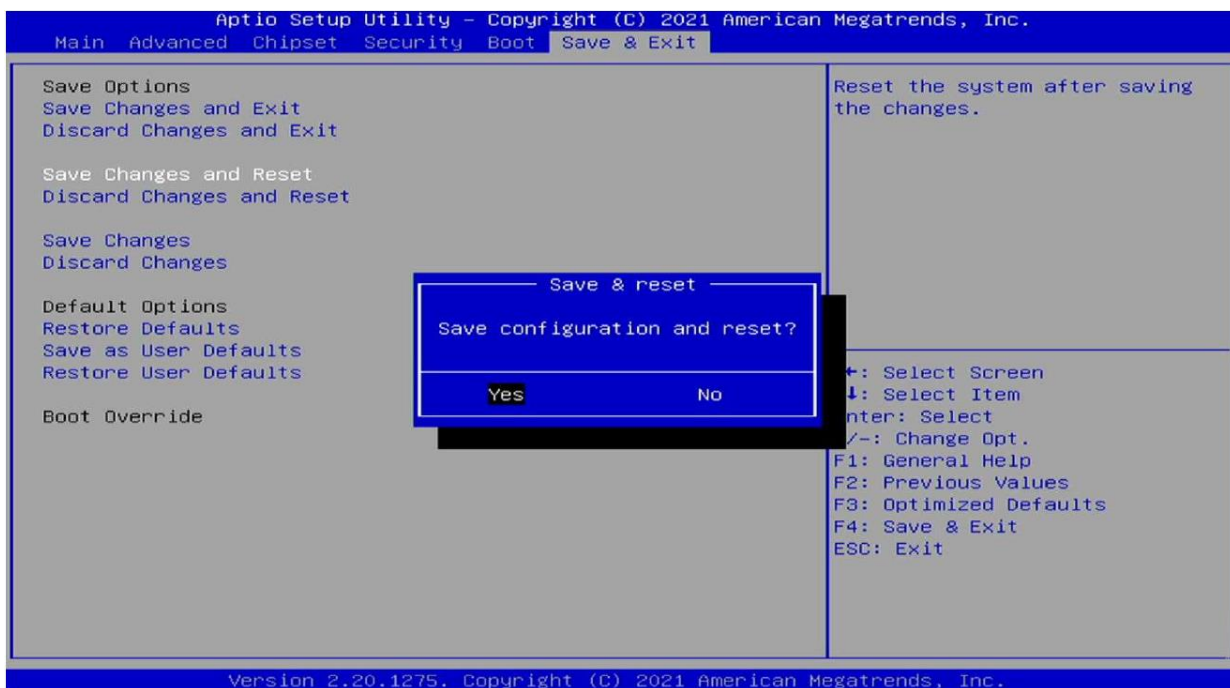 Aptio Setup Utility – Copyright (C) 2021 American Megatrends, Inc.
Main Advanced Chipset Security Boot Save & Exit
Save Options
Save Changes and Exit
Discard Changes and Exit
Save Changes and Reset
Discard Changes and Reset
Save Changes
Discard Changes
Default Options
Restore Defaults
Save as User Defaults
Restore User Defaults
Boot Override
Save & reset
Save configuration and reset?
Yes No
Reset the system after saving
the changes.
←: Select Screen
↓: Select Item
nter: Select
/-: Change Opt.
F1: General Help
F2: Previous Values
F3: Optimized Defaults
F4: Save & Exit
ESC: Exit
Version 2.20.1275. Copyright (C) 2021 American Megatrends, Inc.